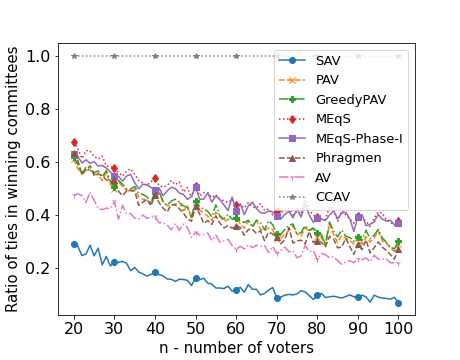 1.0
0.8
0.6
0.4
0.2
Ratio of ties in winning committees
SAV
PAV
GreedyPAV
MEqS
MEqS-Phase-I
Phragmen
AV
CCAV
20 30 40 50 60 70 80 90 100
n - number of voters